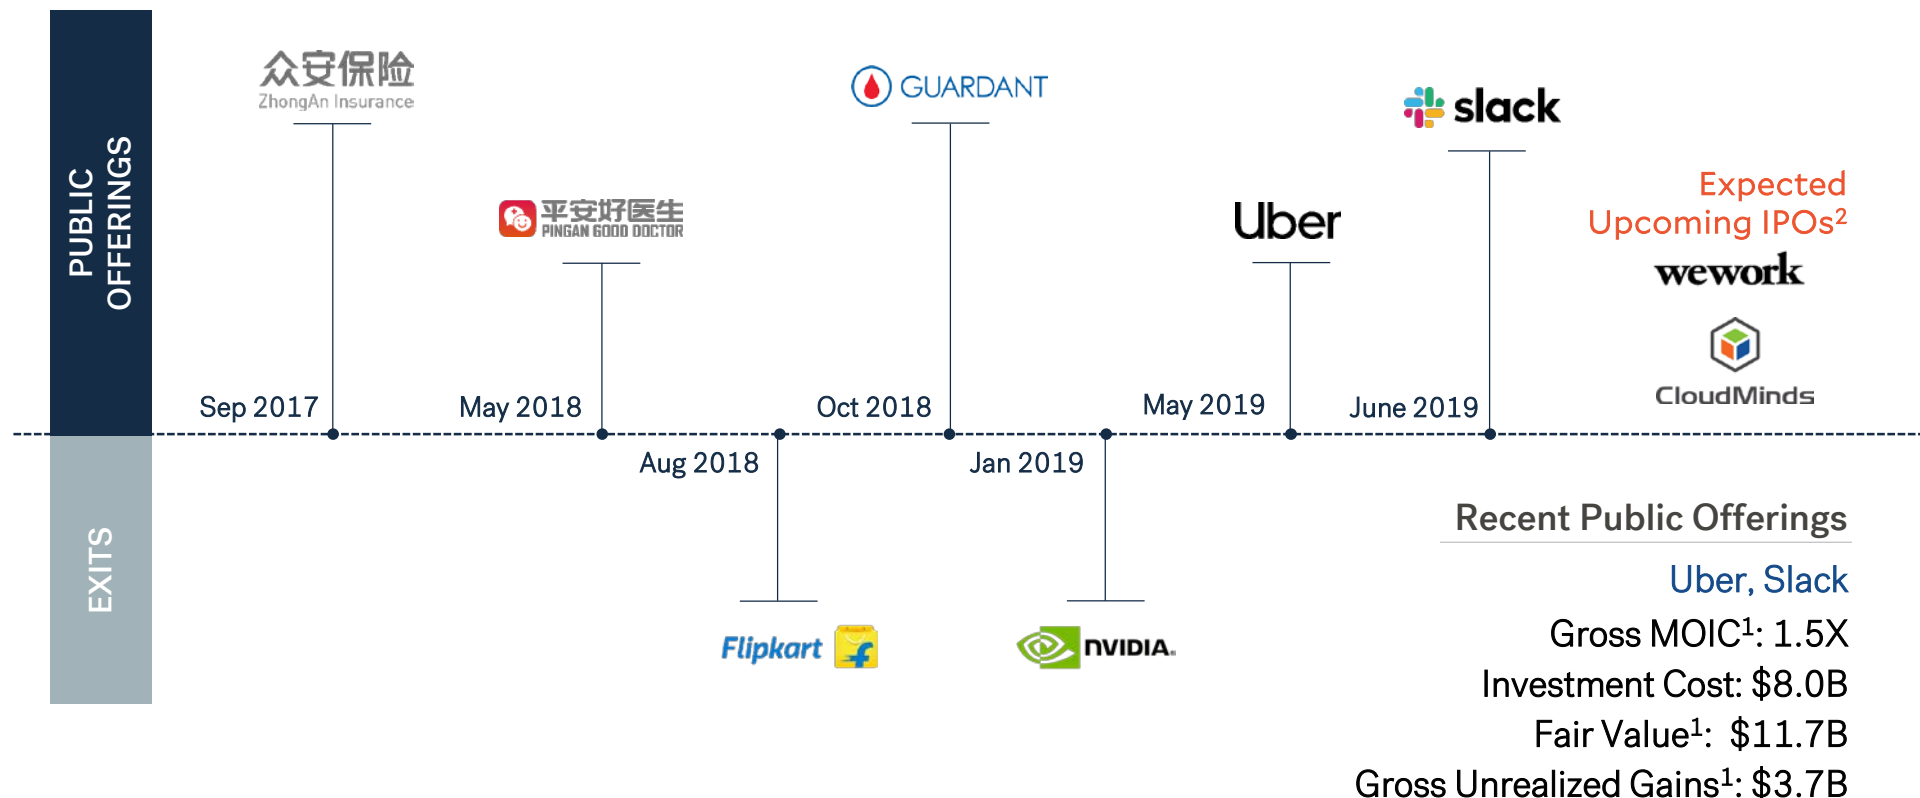 PUBLIC
OFFERINGS
众安保险
ZhongAn Insurance
平安好医生
PINGAN GOOD DOCTOR
GUARDANT
Uber
slack
Expected
Upcoming IPOs²
wework
CloudMinds
Sep 2017
May 2018
Oct 2018
May 2019
June 2019
EXITS
Aug 2018
Jan 2019
Flipkart
nVIDIA.
Recent Public Offerings
Uber, Slack
Gross MOIC¹: 1.5X
Investment Cost: $8.0B
Fair Value¹: $11.7B
Gross Unrealized Gains¹: $3.7B